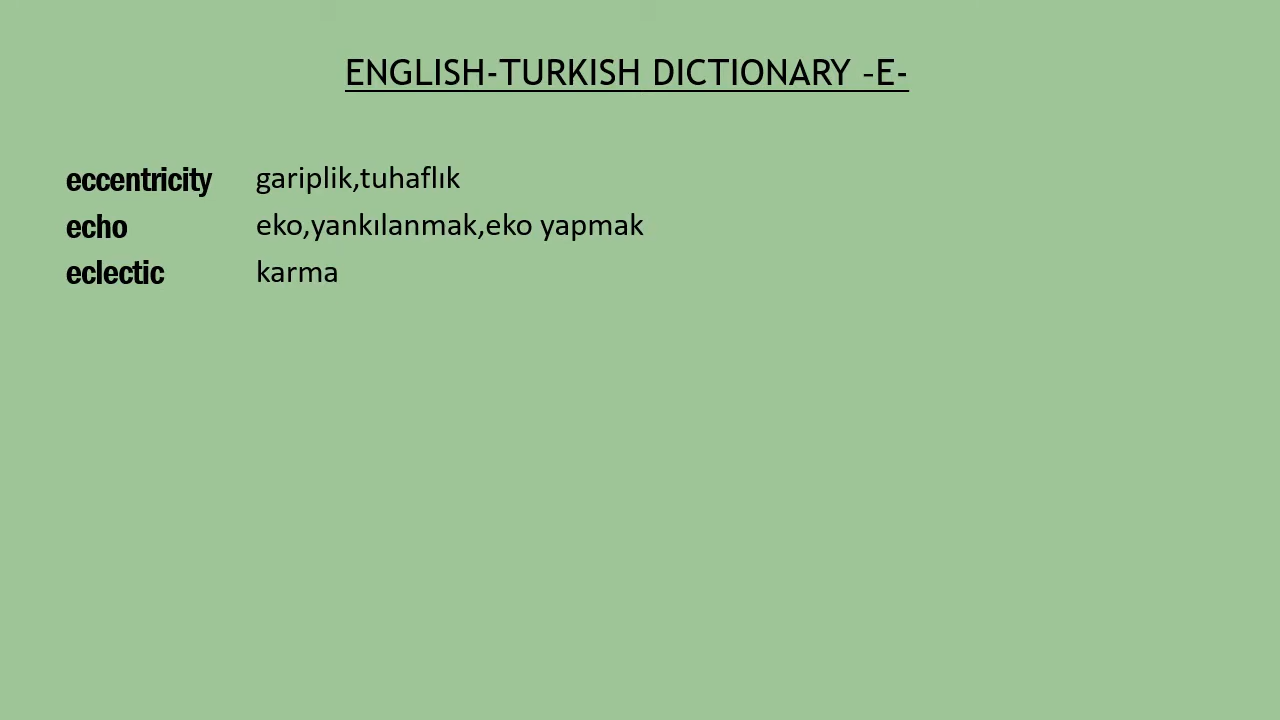 ENGLISH-TURKISH DICTIONARY -E-
eccentricity gariplik,tuhaflık
echo eko,yankılanmak,eko yapmak
eclectic karma